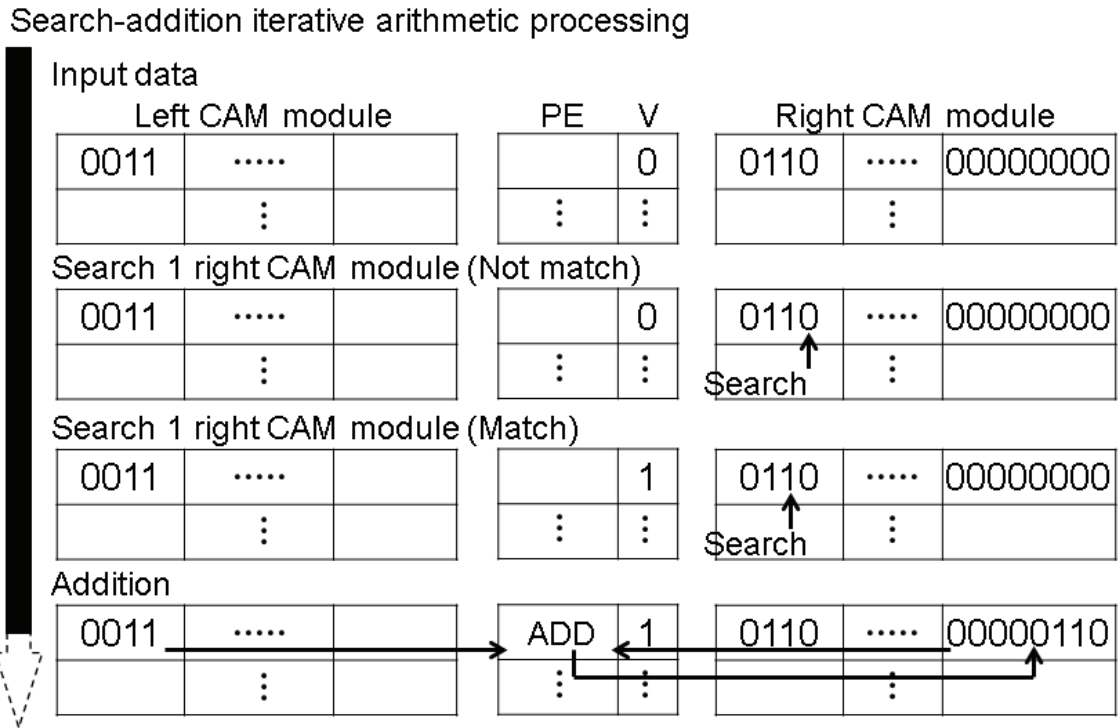 Search-addition iterative arithmetic processing
Input data
Left CAM module PE V Right CAM module
0011 ····· 0 0110 ····· 00000000
⋮ ⋮ ⋮ ⋮
Search 1 right CAM module (Not match)
0011 ····· 0 0110 ····· 00000000
⋮ ⋮ ⋮ ⋮
Search
Search 1 right CAM module (Match)
0011 ····· 1 0110 ····· 00000000
⋮ ⋮ ⋮ ⋮
Search
Addition
0011 ····· ADD 1 0110 ····· 00000110
⋮ ⋮ ⋮ ⋮